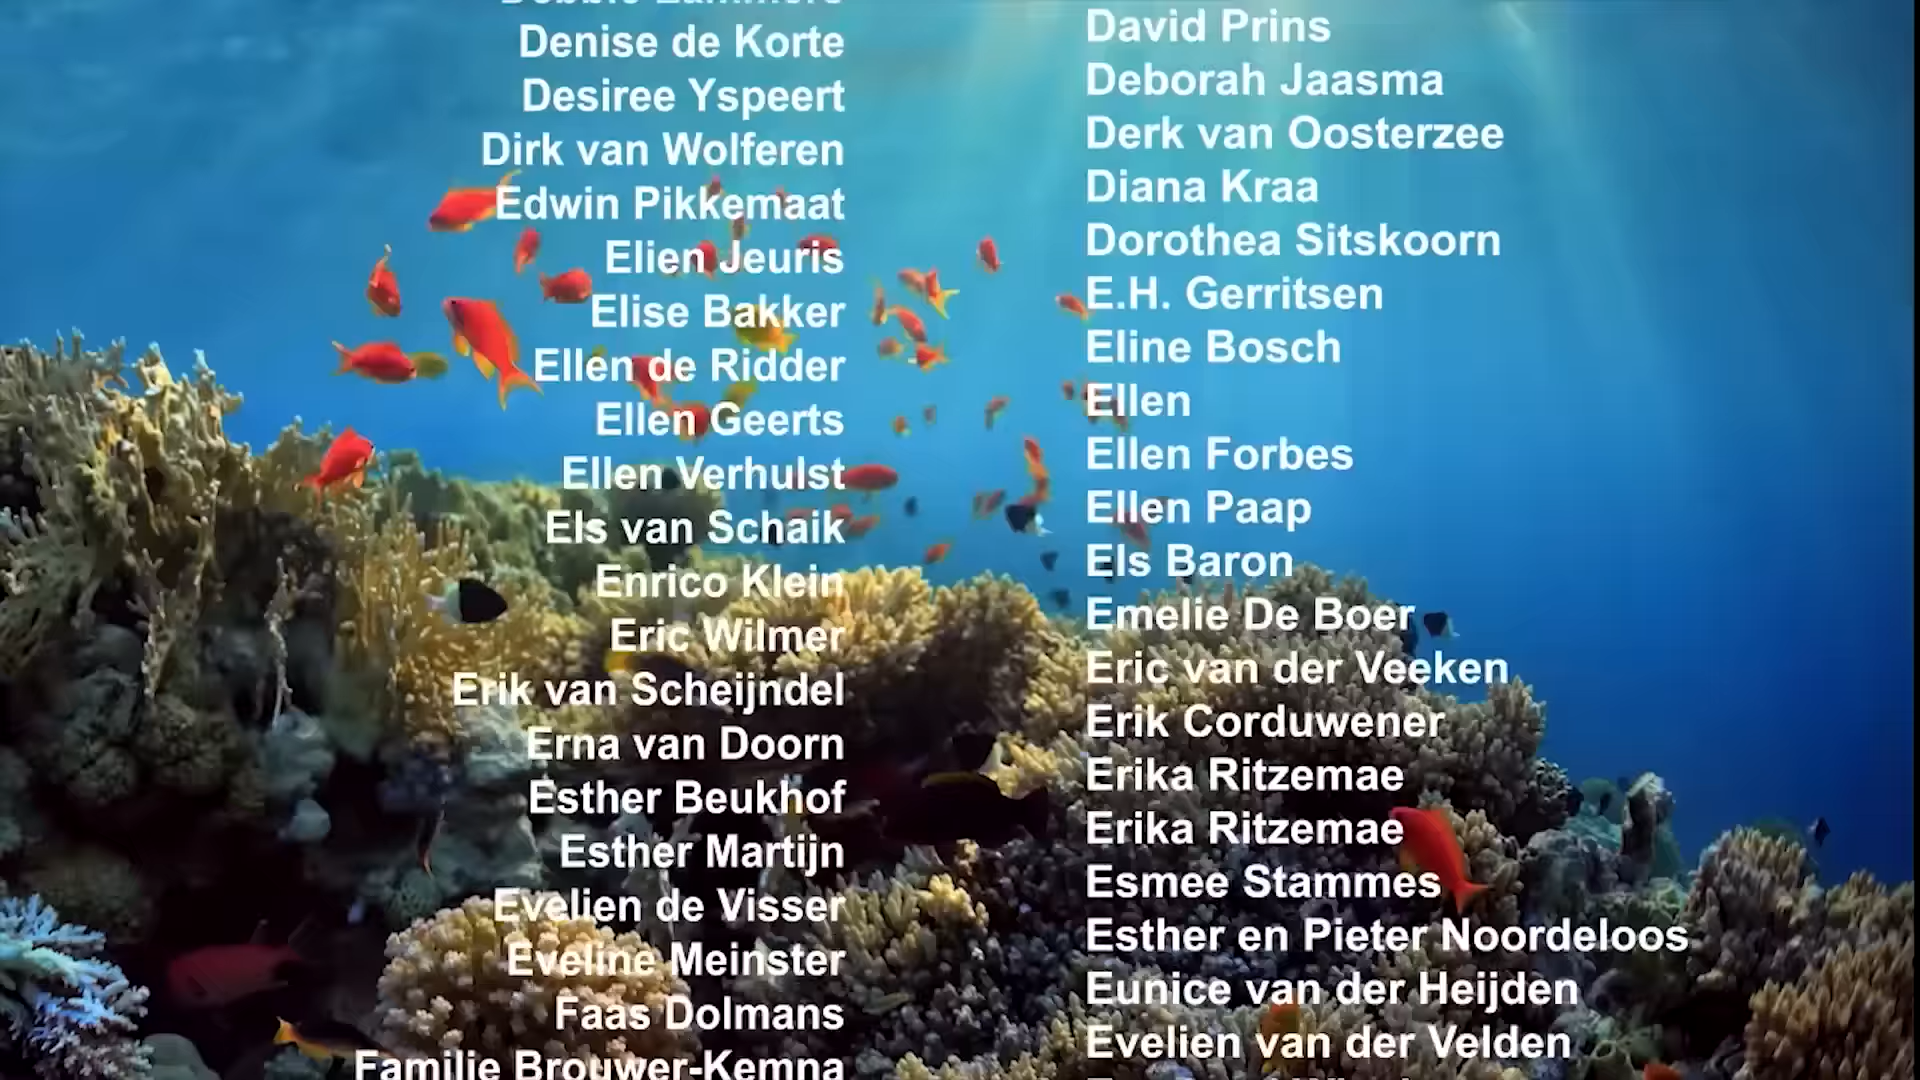 Denise de Korte
Desiree Yspeert
Dirk van Wolferen
Edwin Pikkemaat
Elien Jeuris
Elise Bakker
Ellen de Ridder
Ellen Geerts
Ellen Verhulst
Els van Schaik
Enrico Klein
Eric Wilmer
Erik van Scheijndel
Erna van Doorn
Esther Beukhof
Esther Martijn
Evelien de Visser
Eveline Meinster
Faas Dolmans
Familie Brouwer-Kemna
David Prins
Deborah Jaasma
Derk van Oosterzee
Diana Kraa
Dorothea Sitskoorn
E.H. Gerritsen
Eline Bosch
Ellen
Ellen Forbes
Ellen Paap
Els Baron
Emelie De Boer
Eric van der Veeken
Erik Corduwener
Erika Ritzemae
Erika Ritzemae
Esmee Stammes
Esther en Pieter Noordeloos
Eunice van der Heijden
Evelien van der Velden